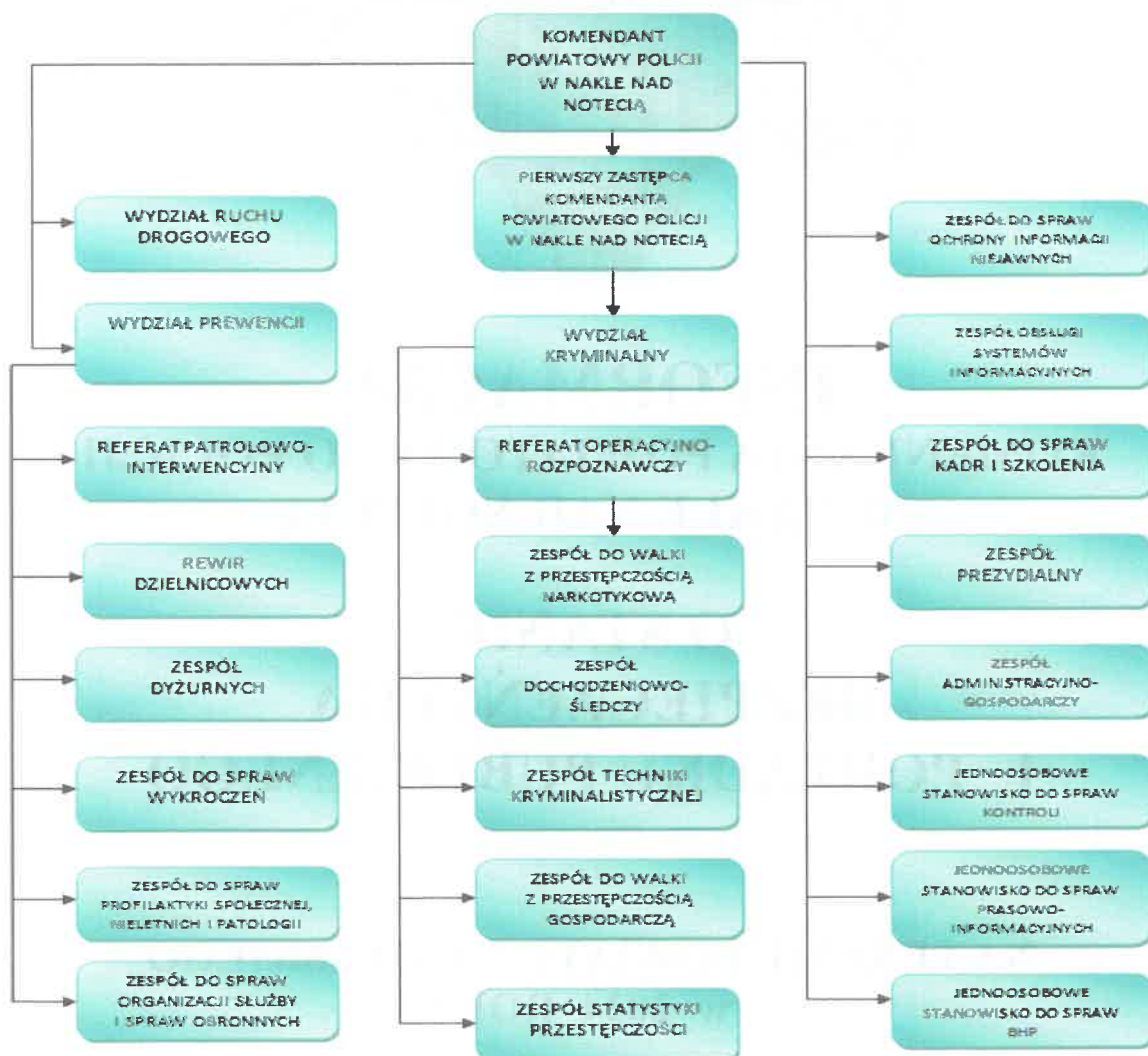 KOMENDANT
POWIATOWY POLICJI
W NAKLE NAD
NOTECIĄ
PIERWSZY ZASTĘPCA
KOMENDANTA
POWIATOWEGO POLICJI
W NAKLE NAD NOTECIĄ
WYDZIAŁ RUCHU
DROGOWEGO
WYDZIAŁ PREWENCJI
REFERAT PATROLOWO-
INTERWENCYJNY
REWIR
DZIELNICOWYCH
ZESPÓŁ
DYŻURNYCH
ZESPÓŁ DO SPRAW
WYKROCZEŃ
ZESPÓŁ DO SPRAW
PROFILAKTYKI SPOŁECZNEJ,
NIELETNICH I PATOLOGII
ZESPÓŁ DO SPRAW
ORGANIZACJI SŁUŻBY
I SPRAW OBRONNYCH
WYDZIAŁ
KRYMINALNY
REFERAT OPERACYJNO-
ROZPOZNAWCZY
ZESPÓŁ DO WALKI
Z PRZESTĘPCZOŚCIĄ
NARKOTYKOWĄ
ZESPÓŁ
DOCHODZENIOWO-
ŚLEDCZY
ZESPÓŁ TECHNIKI
KRYMINALISTYCZNEJ
ZESPÓŁ DO WALKI
Z PRZESTĘPCZOŚCIĄ
GOSPODARCZĄ
ZESPÓŁ STATYSTYKI
PRZESTĘPCZOŚCI
ZESPÓŁ DO SPRAW
OCHRONY INFORMACJI
NIEJAWNYCH
ZESPÓŁ OBSŁUGI
SYSTEMÓW
INFORMACYJNYCH
ZESPÓŁ DO SPRAW
KADR I SZKOLENIA
ZESPÓŁ
PREZYDIALNY
ZESPÓŁ
ADMINISTRACYJNO-
GOSPODARCZY
JEDNOOSOBOWE
STANOWISKO DO SPRAW
KONTROLI
JEDNOOSOBOWE
STANOWISKO DO SPRAW
PRASOWO-
INFORMACYJNYCH
JEDNOOSOBOWE
STANOWISKO DO SPRAW
BHP